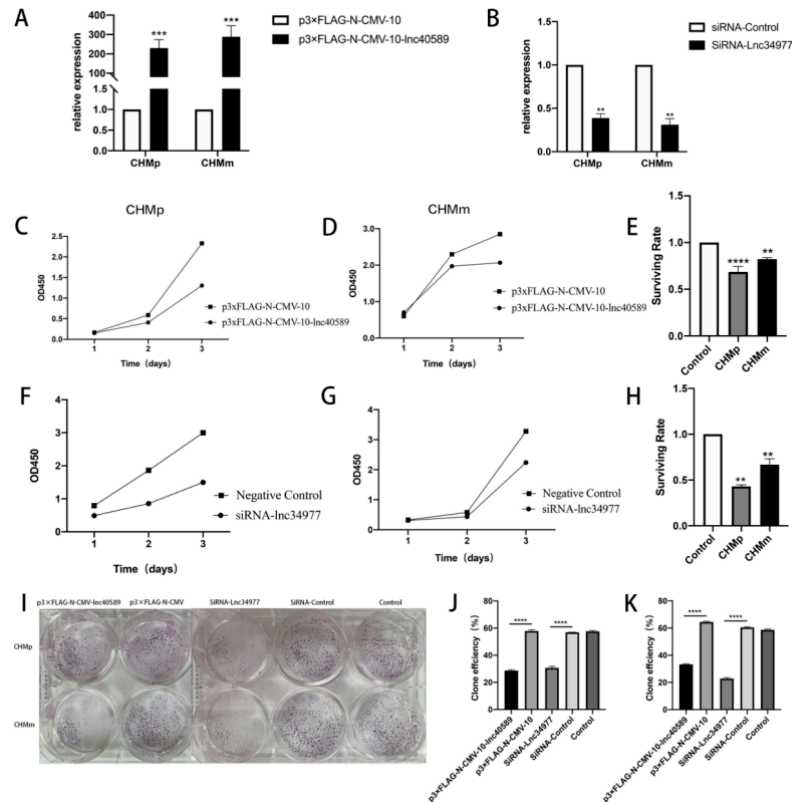 A
relative expression
400
300
200
100
1.5
1.0
0.5
0.0
***
***
CHMp
CHMm
p3×FLAG-N-CMV-10
p3×FLAG-N-CMV-10-lnc40589
B
relative expression
1.5
1.0
0.5
0.0
**
**
CHMp
CHMm
siRNA-Control
SiRNA-Lnc34977
C
CHMp
OD450
2.5
2.0
1.5
1.0
0.5
0.0
1
2
3
Time (days)
p3xFLAG-N-CMV-10
p3xFLAG-N-CMV-10-lnc40589
D
CHMm
OD450
3.0
2.0
1.0
0.0
1
2
3
Time (days)
p3xFLAG-N-CMV-10
p3xFLAG-N-CMV-10-lnc40589
E
Surviving Rate
1.5
1.0
0.5
0.0
****
**
Control
CHMp
CHMm
F
OD450
4
3
2
1
0
1
2
3
Time (days)
Negative Control
siRNA-lnc34977
G
OD450
4
3
2
1
0
1
2
3
Time (days)
Negative Control
siRNA-lnc34977
H
Surviving Rate
1.5
1.0
0.5
0.0
**
**
Control
CHMp
CHMm
I
p3×FLAG-N-CMV-lnc40589
p3×FLAG-N-CMV
SiRNA-Lnc34977
SiRNA-Control
Control
CHMp
CHMm
J
Clone effciency (%)
80
60
40
20
0
****
****
p3×FLAG-N-CMV-10-lnc40589
p3×FLAG-N-CMV-10
SiRNA-Lnc34977
SiRNA-Control
Control
K
Clone effciency (%)
80
60
40
20
0
****
****
p3×FLAG-N-CMV-10-lnc40589
p3×FLAG-N-CMV-10
SiRNA-Lnc34977
SiRNA-Control
Control